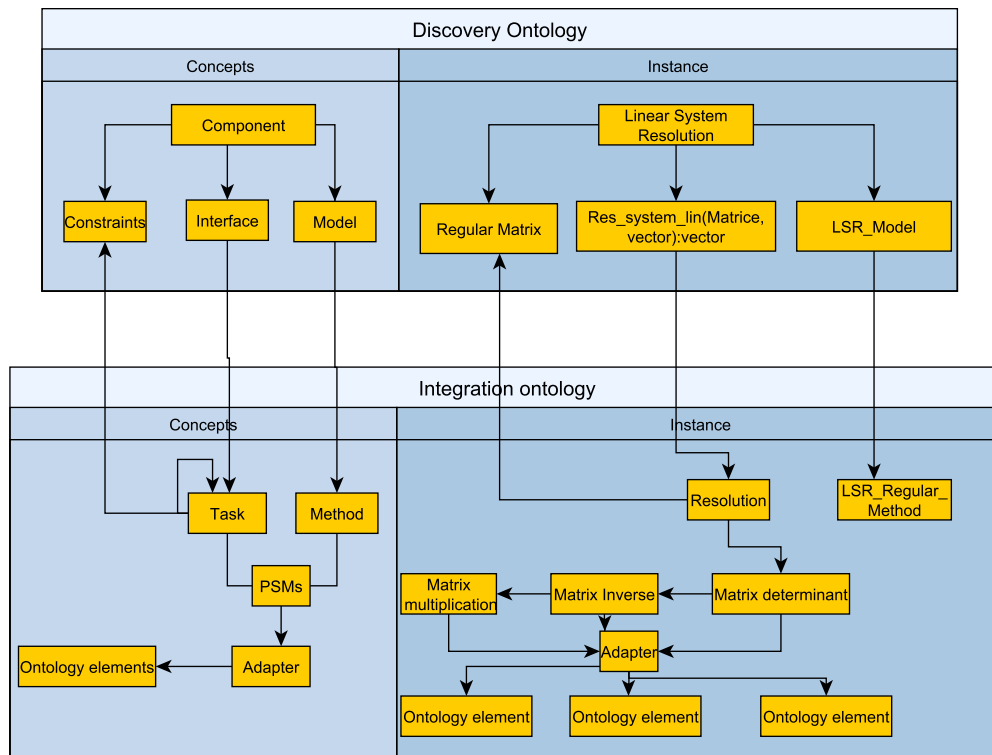 Discovery Ontology
Concepts
Instance
Component
Linear System
Resolution
Constraints
Interface
Model
Regular Matrix
Res_system_lin(Matrice,
vector):vector
LSR_Model
Integration ontology
Concepts
Instance
Task
Method
Resolution
LSR_Regular_
Method
PSMs
Matrix
multiplication
Matrix Inverse
Matrix determinant
Ontology elements
Adapter
Adapter
Ontology element
Ontology element
Ontology element